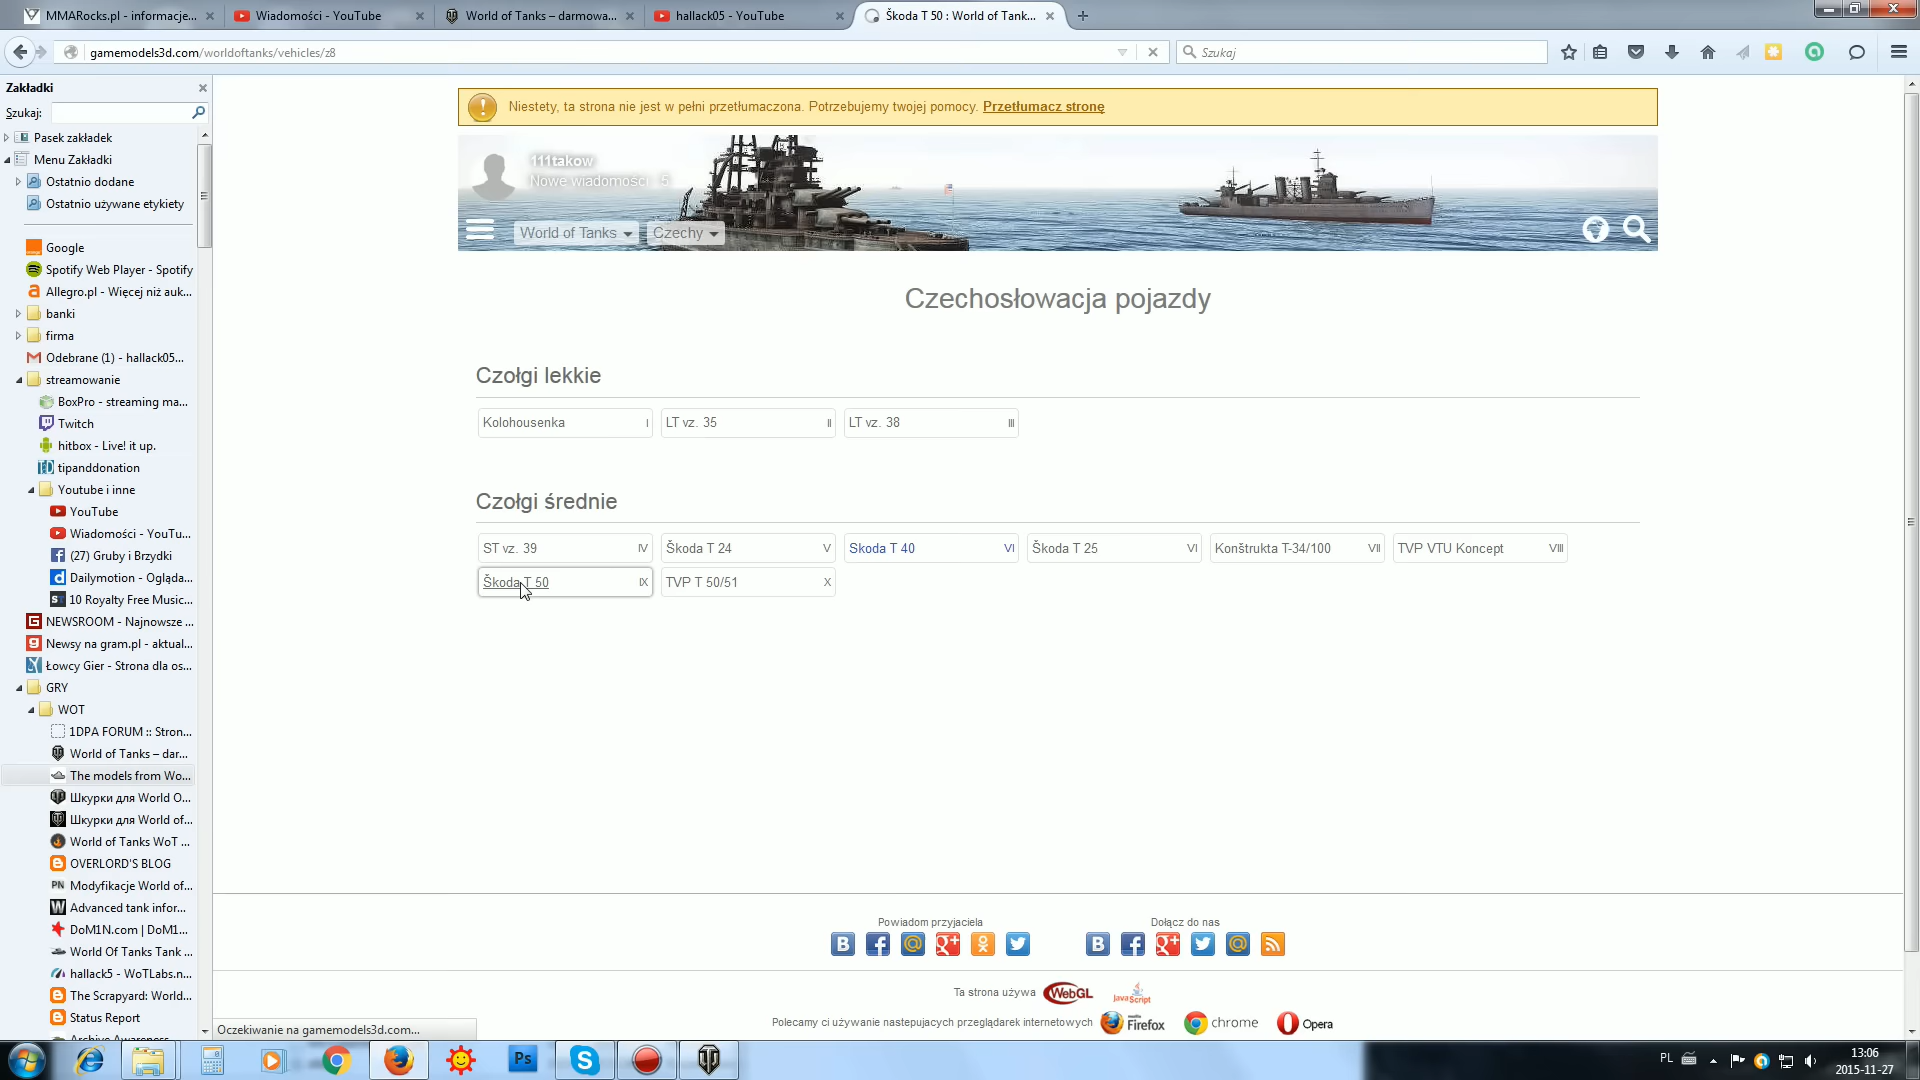 MMARocks.pl - informacje...
Wiadomości - YouTube
World of Tanks – darmowa...
hallack05 - YouTube
Škoda T 50 : World of Tank...
gamemodels3d.com/worldoftanks/vehicles/z8
Szukaj
Zakładki
Szukaj:
Pasek zakładek
Menu Zakładki
Ostatnio dodane
Ostatnio używane etykiety
Google
Spotify Web Player - Spotify
Allegro.pl - Więcej niż auk...
banki
firma
Odebrane (1) - hallack05...
streamowanie
BoxPro - streaming ma...
Twitch
hitbox - Live! it up.
tipanddonation
Youtube i inne
YouTube
Wiadomości - YouTu...
(27) Gruby i Brzydki
Dailymotion - Ogląda...
10 Royalty Free Music...
NEWSROOM - Najnowsze ...
Newsy na gram.pl - aktual...
Łowcy Gier - Strona dla os...
GRY
WOT
1DPA FORUM :: Stron...
World of Tanks – dar...
The models from Wo...
Шкурки для World O...
Шкурки для World of...
World of Tanks WoT ...
OVERLORD'S BLOG
Modyfikacje World of...
Advanced tank infor...
DoM1N.com | DoM1...
World Of Tanks Tank ...
hallack5 - WoTLabs.n...
The Scrapyard: World...
Status Report
Niestety, ta strona nie jest w pełni przetłumaczona. Potrzebujemy twojej pomocy. Przetłumacz stronę
111takow
Nowe wiadomości : 5
World of Tanks
Czechy
Czechosłowacja pojazdy
Czołgi lekkie
Kolohousenka I
LT vz. 35 II
LT vz. 38 III
Czołgi średnie
ST vz. 39 IV
Škoda T 24 V
Skoda T 40 VI
Škoda T 25 VI
Konštrukta T-34/100 VII
TVP VTU Koncept VIII
Škoda T 50 IX
TVP T 50/51 X
Powiadom przyjaciela
Dołącz do nas
Ta strona używa WebGL JavaScript
Polecamy ci używanie nastepujacych przeglądarek internetowych mozilla Firefox chrome Opera
Oczekiwanie na gamemodels3d.com...
Ps
PL
13:06
2015-11-27